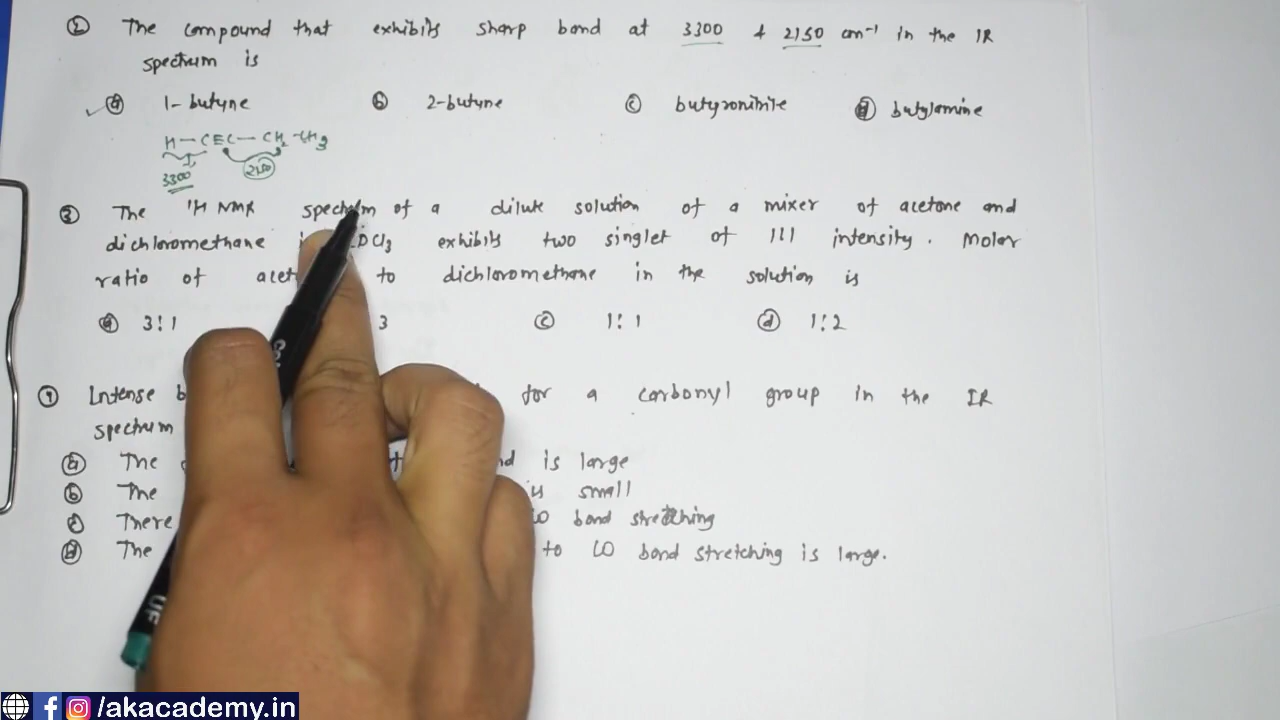 ② The compound that exhibits sharp bond at 3300 & 2150 cm⁻¹ in the IR
spectrum is
ⓐ 1-butyne ⓑ 2-butyne ⓒ butyronitrile ⓓ butylamine
H-C≡C-CH₂-CH₃
3300 2150
③ The ¹H NMR spectrum of a dilute solution of a mixer of acetone and
dichloromethane CDCl₃ exhibits two singlet of 1:1 intensity. Molar
ratio of to dichloromethane in the solution is
ⓐ 3:1 3 ⓒ 1:1 ⓓ 1:2
④ Intense for a carbonyl group in the IR
spectrum
ⓐ The is large
ⓑ The is small
ⓒ There CO bond stretching
ⓓ The to CO bond stretching is large.
/akacademy.in